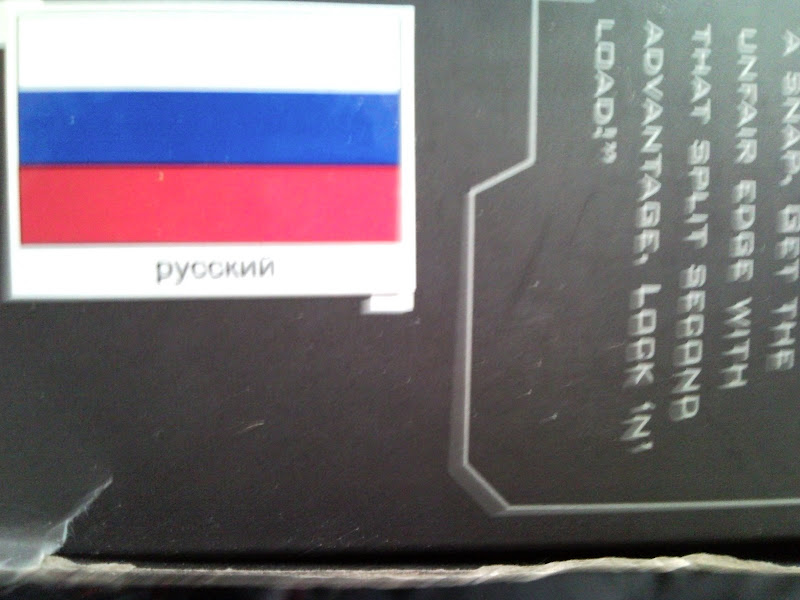 русский
A SNAP, GET THE
UNFAIR EDGE WITH
THAT SPLIT SECOND
ADVANTAGE, LOCK 'N'
LOAD!"